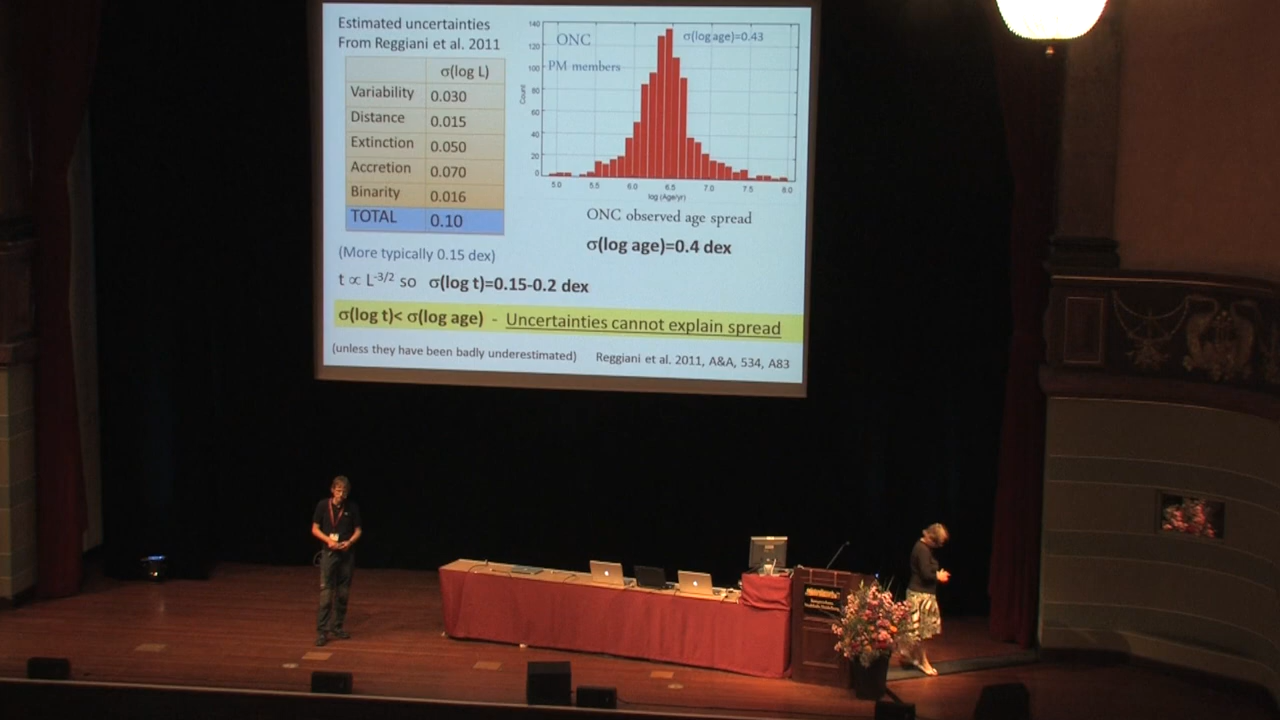 Estimated uncertainties
From Reggiani et al. 2011
σ(log L)
Variability 0.030
Distance 0.015
Extinction 0.050
Accretion 0.070
Binarity 0.016
TOTAL 0.10
(More typically 0.15 dex)
t ∝ L-3/2 so σ(log t)=0.15-0.2 dex
σ(log t)< σ(log age) - Uncertainties cannot explain spread
(unless they have been badly underestimated)
Reggiani et al. 2011, A&A, 534, A83
ONC
σ(log age)=0.43
PM members
Count
140
120
100
80
60
40
20
0
5.0 5.5 6.0 6.5 7.0 7.5 8.0
log (Age/yr)
ONC observed age spread
σ(log age)=0.4 dex